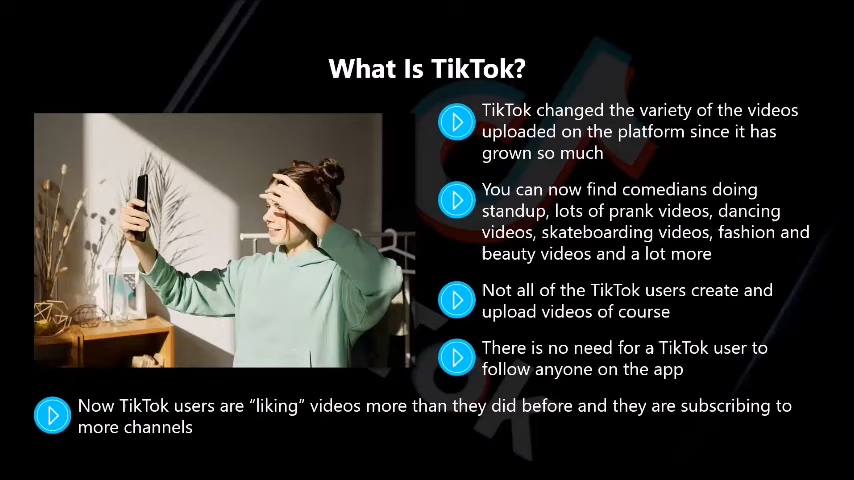 What Is TikTok?
TikTok changed the variety of the videos
uploaded on the platform since it has
grown so much
You can now find comedians doing
standup, lots of prank videos, dancing
videos, skateboarding videos, fashion and
beauty videos and a lot more
Not all of the TikTok users create and
upload videos of course
There is no need for a TikTok user to
follow anyone on the app
Now TikTok users are “liking” videos more than they did before and they are subscribing to
more channels